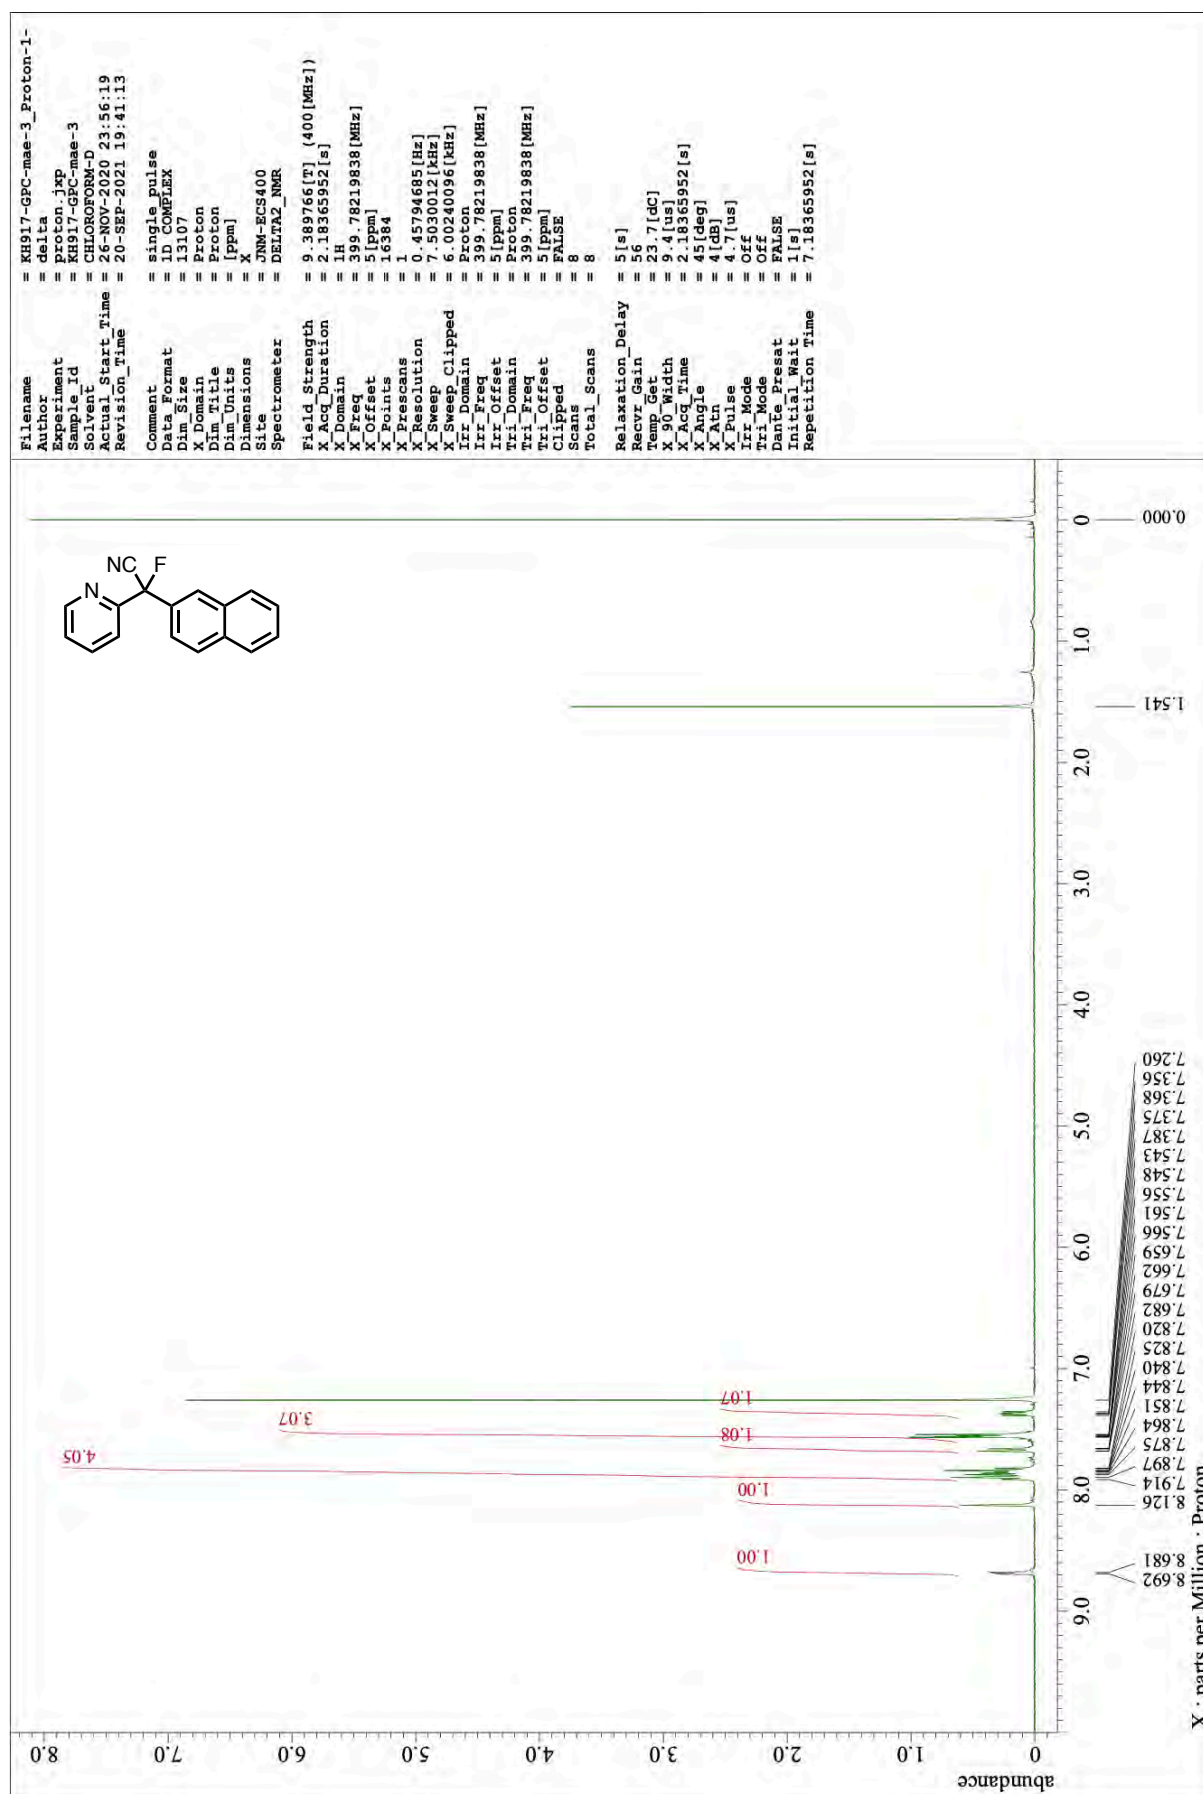 Filename = KH917-GPC-mae-3_Proton-1-
Author = delta
Experiment = proton.jxp
Sample_Id = KH917-GPC-mae-3
Solvent = CHLOROFORM-D
Actual_Start_Time = 26-NOV-2020 23:56:19
Revision_Time = 20-SEP-2021 19:41:13
Comment = single_pulse
Data_Format = 1D COMPLEX
Dim_Size = 13107
X_Domain = Proton
Dim_Title = Proton
Dim_Units = [ppm]
Dimensions = X
Site = JNM-ECS400
Spectrometer = DELTA2_NMR
Field_Strength = 9.389766[T] (400[MHz])
X_Acq_Duration = 2.18365952[s]
X_Domain = 1H
X_Freq = 399.78219838[MHz]
X_Offset = 5[ppm]
X_Points = 16384
X_Prescans = 1
X_Resolution = 0.45794685[Hz]
X_Sweep = 7.5030012[kHz]
X_Sweep_Clipped = 6.00240096[kHz]
Irr_Domain = Proton
Irr_Freq = 399.78219838[MHz]
Irr_Offset = 5[ppm]
Tri_Domain = Proton
Tri_Freq = 399.78219838[MHz]
Tri_Offset = 5[ppm]
Clipped = FALSE
Scans = 8
Total_Scans = 8
Relaxation_Delay = 5[s]
Recvr_Gain = 56
Temp_Get = 23.7[dC]
X_90_Width = 9.4[us]
X_Acq_Time = 2.18365952[s]
X_Angle = 45[deg]
X_Atn = 4[dB]
X_Pulse = 4.7[us]
Irr_Mode = Off
Tri_Mode = Off
Dante_Presat = FALSE
Initial_Wait = 1[s]
Repetition_Time = 7.18365952[s]
NC F
N
abundance
0 1.0 2.0 3.0 4.0 5.0 6.0 7.0 8.0
1.00
1.00
4.05
1.08
3.07
1.07
9.0 8.0 7.0 6.0 5.0 4.0 3.0 2.0 1.0 0
8.692
8.681
8.126
7.914
7.897
7.875
7.864
7.851
7.844
7.840
7.825
7.820
7.682
7.679
7.662
7.659
7.566
7.561
7.556
7.548
7.543
7.387
7.375
7.368
7.356
7.260
1.541
0.000
X : parts per Million : Proton